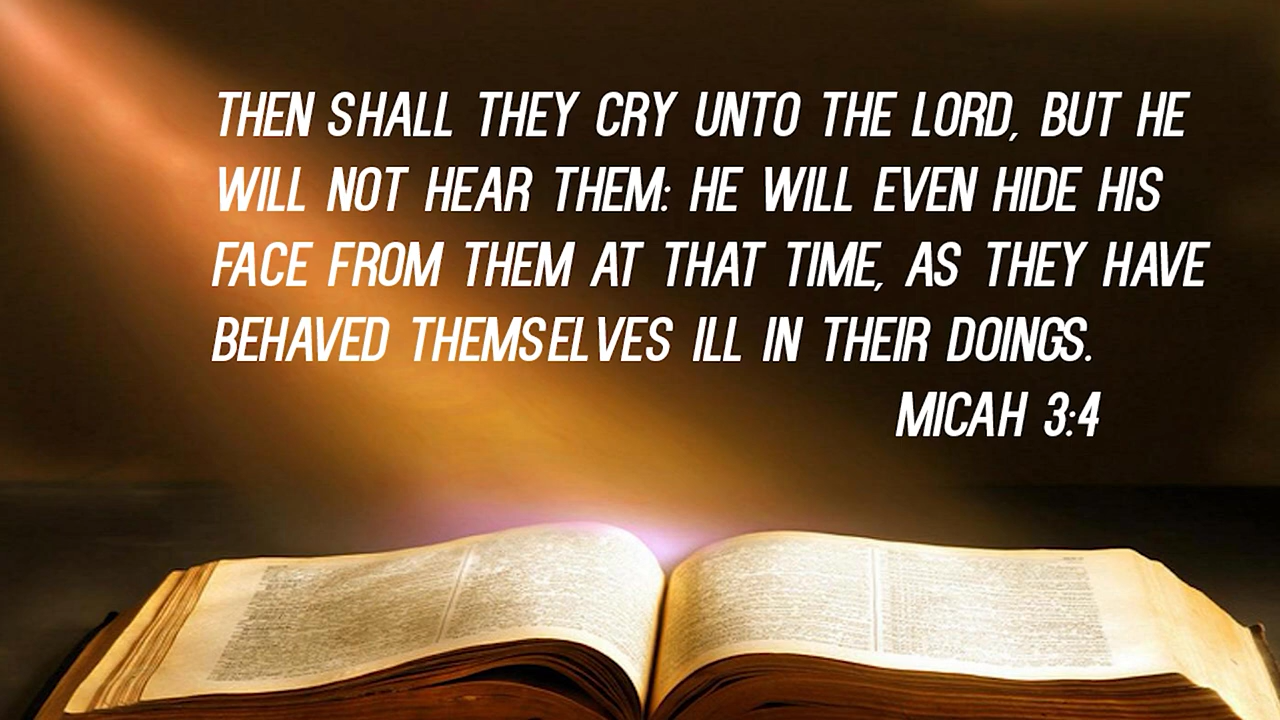 THEN SHALL THEY CRY UNTO THE LORD, BUT HE
WILL NOT HEAR THEM: HE WILL EVEN HIDE HIS
FACE FROM THEM AT THAT TIME, AS THEY HAVE
BEHAVED THEMSELVES ILL IN THEIR DOINGS.
MICAH 3:4